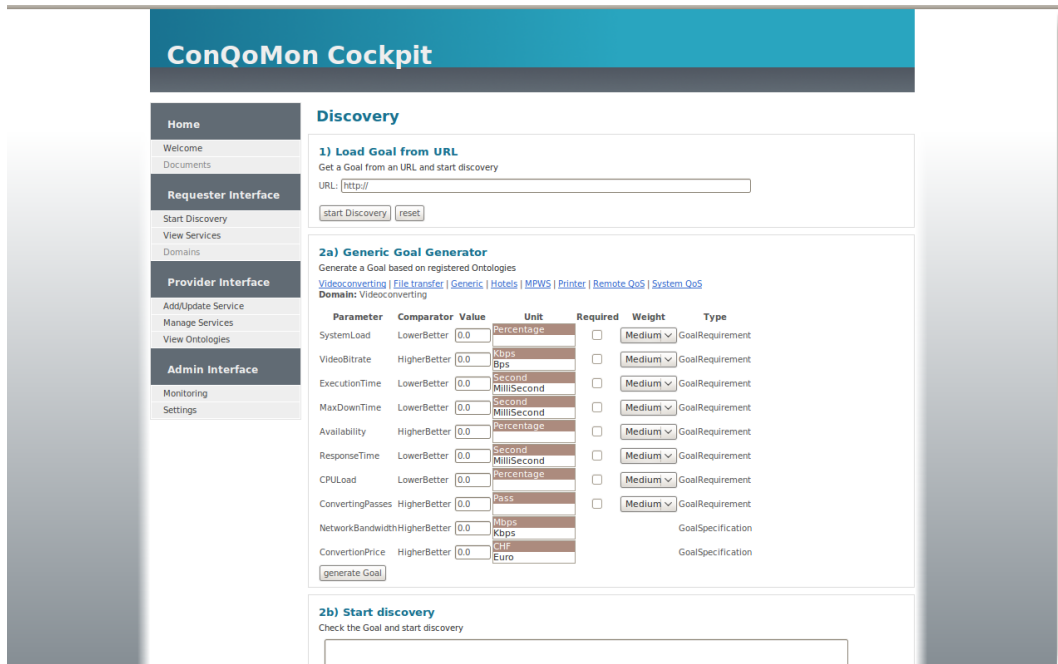 ConQoMon Cockpit
Home
Welcome
Documents
Requester Interface
Start Discovery
View Services
Domains
Provider Interface
Add/Update Service
Manage Services
View Ontologies
Admin Interface
Monitoring
Settings
Discovery
1) Load Goal from URL
Get a Goal from an URL and start discovery
URL: http://
start Discovery reset
2a) Generic Goal Generator
Generate a Goal based on registered Ontologies
Videoconverting | File transfer | Generic | Hotels | MPWS | Printer | Remote QoS | System QoS
Domain: Videoconverting
Parameter Comparator Value Unit Required Weight Type
SystemLoad LowerBetter 0.0 Percentage Medium GoalRequirement
VideoBitrate HigherBetter 0.0 Kbps Medium GoalRequirement
Bps
ExecutionTime LowerBetter 0.0 Second Medium GoalRequirement
MilliSecond
MaxDownTime LowerBetter 0.0 Second Medium GoalRequirement
MilliSecond
Availability HigherBetter 0.0 Percentage Medium GoalRequirement
ResponseTime LowerBetter 0.0 Second Medium GoalRequirement
MilliSecond
CPULoad LowerBetter 0.0 Percentage Medium GoalRequirement
ConvertingPasses HigherBetter 0.0 Pass Medium GoalRequirement
NetworkBandwidth HigherBetter 0.0 Mbps GoalSpecification
Kbps
ConvertionPrice HigherBetter 0.0 CHF GoalSpecification
Euro
generate Goal
2b) Start discovery
Check the Goal and start discovery